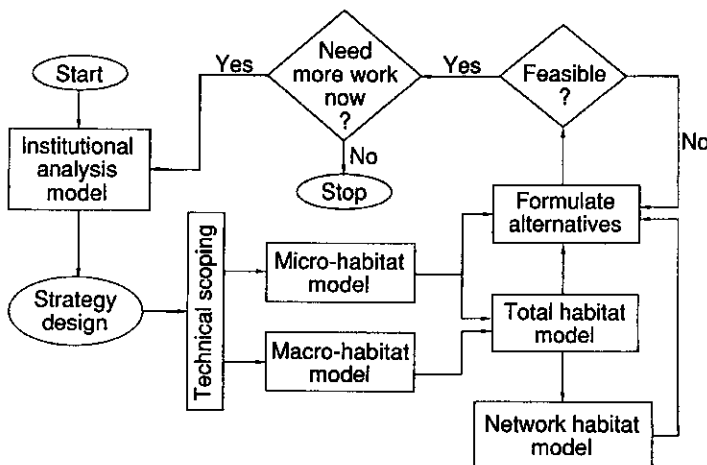 Start
Institutional
analysis
model
Strategy
design
Yes
Need
more work
now
?
No
Stop
Yes
Feasible
?
No
Technical scoping
Micro-habitat
model
Macro-habitat
model
Formulate
alternatives
Total habitat
model
Network habitat
model